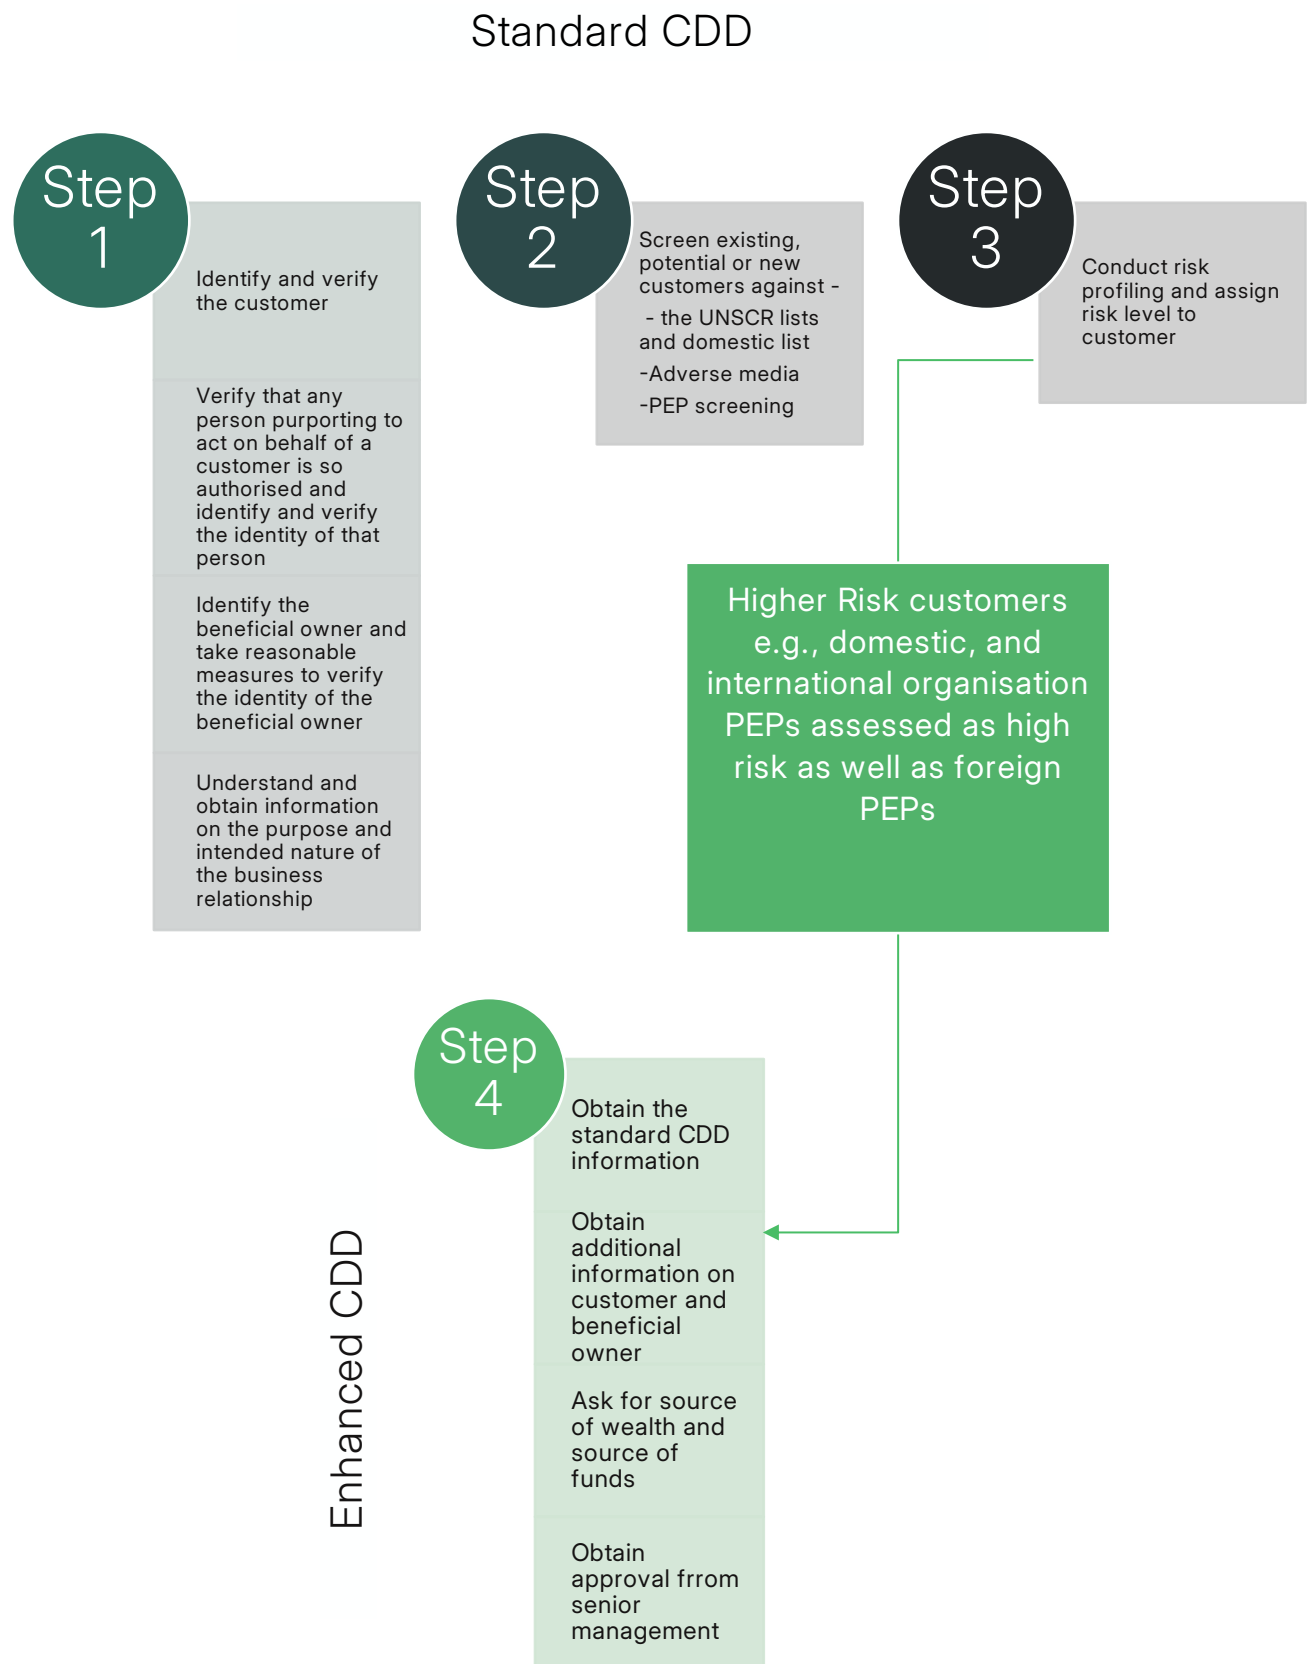 Standard CDD
Step
1
Identify and verify
the customer
Verify that any
person purporting to
act on behalf of a
customer is so
authorised and
identify and verify
the identity of that
person
Identify the
beneficial owner and
take reasonable
measures to verify
the identity of the
beneficial owner
Understand and
obtain information
on the purpose and
intended nature of
the business
relationship
Step
2
Screen existing,
potential or new
customers against -
- the UNSCR lists
and domestic list
-Adverse media
-PEP screening
Step
3
Conduct risk
profiling and assign
risk level to
customer
Higher Risk customers
e.g., domestic, and
international organisation
PEPs assessed as high
risk as well as foreign
PEPs
Enhanced CDD
Step
4
Obtain the
standard CDD
information
Obtain
additional
information on
customer and
beneficial
owner
Ask for source
of wealth and
source of
funds
Obtain
approval frrom
senior
management